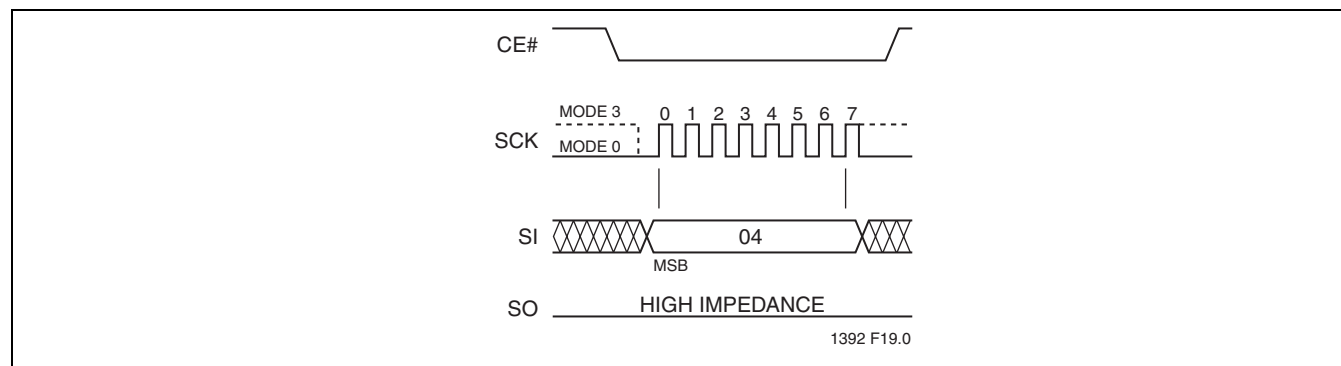 CE#
MODE 3
0 1 2 3 4 5 6 7
SCK
MODE 0
SI
04
MSB
SO
HIGH IMPEDANCE
1392 F19.0